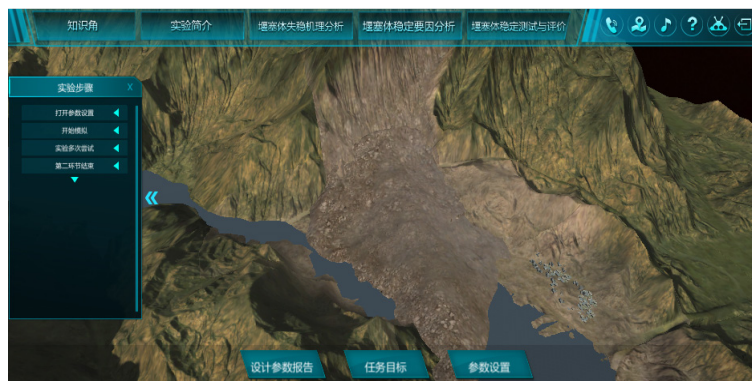 知识角
实验简介
堰塞体失稳机理分析
堰塞体稳定要因分析
堰塞体稳定测试与评价
?
实验步骤 X
打开参数设置
开始模拟
实验多次尝试
第二环节结束
设计参数报告
任务目标
参数设置